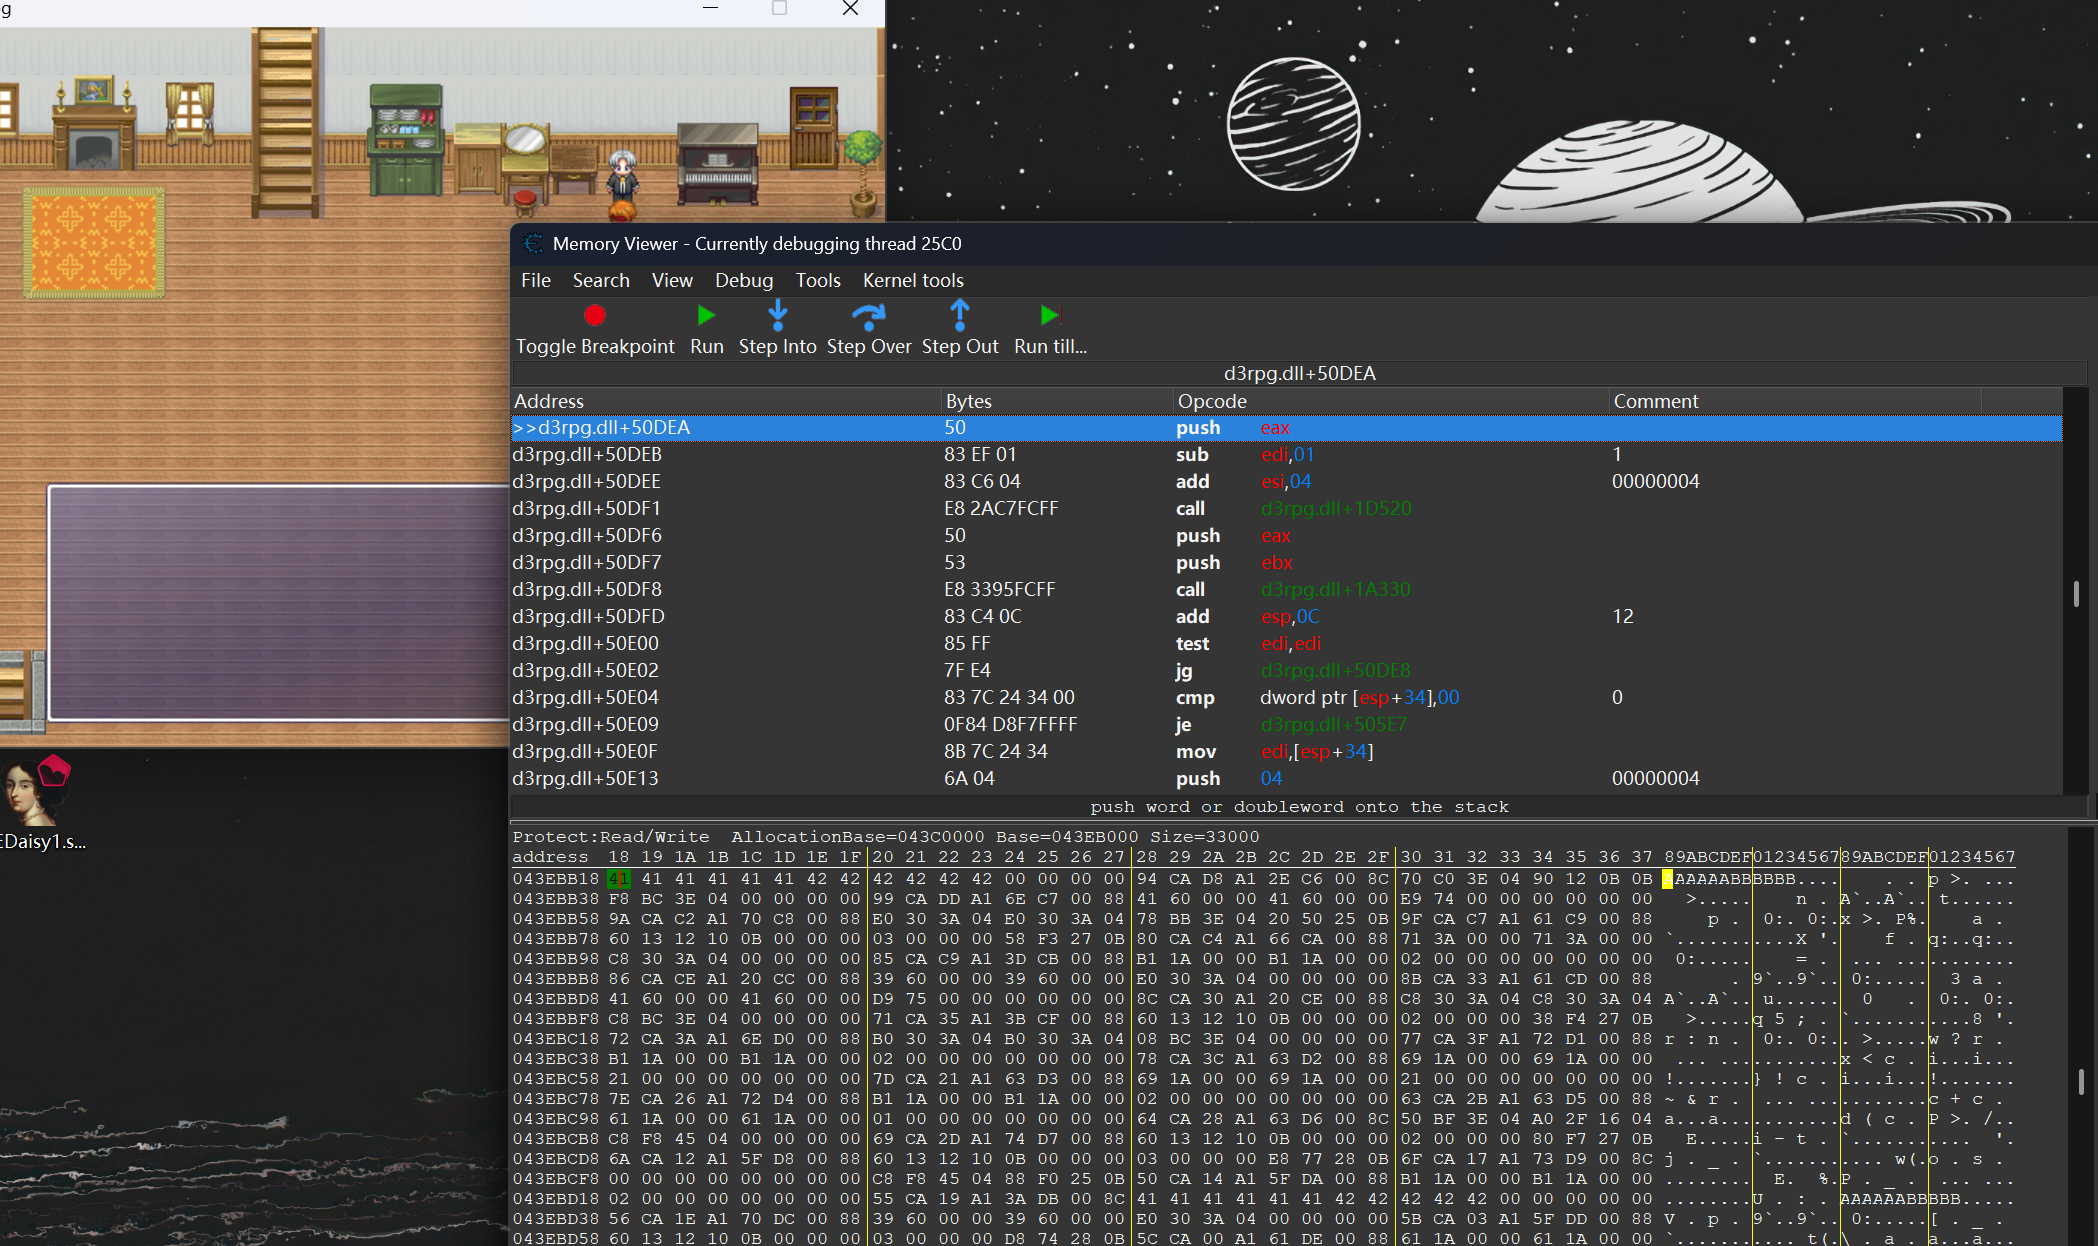 g
Memory Viewer - Currently debugging thread 25C0
File Search View Debug Tools Kernel tools
Toggle Breakpoint Run Step Into Step Over Step Out Run till...
d3rpg.dll+50DEA
Address Bytes Opcode Comment
>>d3rpg.dll+50DEA 50 push eax
d3rpg.dll+50DEB 83 EF 01 sub edi,01 1
d3rpg.dll+50DEE 83 C6 04 add esi,04 00000004
d3rpg.dll+50DF1 E8 2AC7FCFF call d3rpg.dll+1D520
d3rpg.dll+50DF6 50 push eax
d3rpg.dll+50DF7 53 push ebx
d3rpg.dll+50DF8 E8 3395FCFF call d3rpg.dll+1A330
d3rpg.dll+50DFD 83 C4 0C add esp,0C 12
d3rpg.dll+50E00 85 FF test edi,edi
d3rpg.dll+50E02 7F E4 jg d3rpg.dll+50DE8
d3rpg.dll+50E04 83 7C 24 34 00 cmp dword ptr [esp+34],00 0
d3rpg.dll+50E09 0F84 D8F7FFFF je d3rpg.dll+505E7
d3rpg.dll+50E0F 8B 7C 24 34 mov edi,[esp+34]
d3rpg.dll+50E13 6A 04 push 04 00000004
push word or doubleword onto the stack
EDaisy1.s...
Protect:Read/Write AllocationBase=043C0000 Base=043EB000 Size=33000
address 18 19 1A 1B 1C 1D 1E 1F 20 21 22 23 24 25 26 27 28 29 2A 2B 2C 2D 2E 2F 30 31 32 33 34 35 36 37 89ABCDEF0123456789ABCDEF01234567
043EBB18 41 41 41 41 41 41 42 42 42 42 42 42 00 00 00 00 94 CA D8 A1 2E C6 00 8C 70 C0 3E 04 90 12 0B 0B AAAAAABBBBBB.... . . p >. ...
043EBB38 F8 BC 3E 04 00 00 00 00 99 CA DD A1 6E C7 00 88 41 60 00 00 41 60 00 00 E9 74 00 00 00 00 00 00 >..... n . A`..A`.. t......
043EBB58 9A CA C2 A1 70 C8 00 88 E0 30 3A 04 E0 30 3A 04 78 BB 3E 04 20 50 25 0B 9F CA C7 A1 61 C9 00 88 p . 0:. 0:.x >. P%. a .
043EBB78 60 13 12 10 0B 00 00 00 03 00 00 00 58 F3 27 0B 80 CA C4 A1 66 CA 00 88 71 3A 00 00 71 3A 00 00 `...........X '. f . q:..q:..
043EBB98 C8 30 3A 04 00 00 00 00 85 CA C9 A1 3D CB 00 88 B1 1A 00 00 B1 1A 00 00 02 00 00 00 00 00 00 00 0:..... = . ... ...........
043EBBB8 86 CA CE A1 20 CC 00 88 39 60 00 00 39 60 00 00 E0 30 3A 04 00 00 00 00 8B CA 33 A1 61 CD 00 88 . 9`..9`.. 0:..... 3 a .
043EBBD8 41 60 00 00 41 60 00 00 D9 75 00 00 00 00 00 00 8C CA 30 A1 20 CE 00 88 C8 30 3A 04 C8 30 3A 04 A`..A`.. u...... 0 . 0:. 0:.
043EBBF8 C8 BC 3E 04 00 00 00 00 71 CA 35 A1 3B CF 00 88 60 13 12 10 0B 00 00 00 02 00 00 00 38 F4 27 0B >.....q 5 ; . `...........8 '.
043EBC18 72 CA 3A A1 6E D0 00 88 B0 30 3A 04 B0 30 3A 04 08 BC 3E 04 00 00 00 00 77 CA 3F A1 72 D1 00 88 r : n . 0:. 0:. . >.....w ? r .
043EBC38 B1 1A 00 00 B1 1A 00 00 02 00 00 00 00 00 00 00 78 CA 3C A1 63 D2 00 88 69 1A 00 00 69 1A 00 00 ... ...........x < c . i...i...
043EBC58 21 00 00 00 00 00 00 00 7D CA 21 A1 63 D3 00 88 69 1A 00 00 69 1A 00 00 21 00 00 00 00 00 00 00 !.......} ! c . i...i...!.......
043EBC78 7E CA 26 A1 72 D4 00 88 B1 1A 00 00 B1 1A 00 00 02 00 00 00 00 00 00 00 63 CA 2B A1 63 D5 00 88 ~ & r . ... ...........c + c .
043EBC98 61 1A 00 00 61 1A 00 00 01 00 00 00 00 00 00 00 64 CA 28 A1 63 D6 00 8C 50 BF 3E 04 A0 2F 16 04 a...a...........d ( c . P >. /..
043EBCB8 C8 F8 45 04 00 00 00 00 69 CA 2D A1 74 D7 00 88 60 13 12 10 0B 00 00 00 02 00 00 00 80 F7 27 0B E.....i - t . `........... '.
043EBCD8 6A CA 12 A1 5F D8 00 88 60 13 12 10 0B 00 00 00 03 00 00 00 E8 77 28 0B 6F CA 17 A1 73 D9 00 8C j . _ . `........... w(.o . s .
043EBCF8 00 00 00 00 00 00 00 00 C8 F8 45 04 88 F0 25 0B 50 CA 14 A1 5F DA 00 88 B1 1A 00 00 B1 1A 00 00 ........ E. %.P . _ . ... ...
043EBD18 02 00 00 00 00 00 00 00 55 CA 19 A1 3A DB 00 8C 41 41 41 41 41 41 42 42 42 42 42 42 00 00 00 00 ........U . : . AAAAAABBBBBB.....
043EBD38 56 CA 1E A1 70 DC 00 88 39 60 00 00 39 60 00 00 E0 30 3A 04 00 00 00 00 5B CA 03 A1 5F DD 00 88 V . p . 9`..9`.. 0:.....[ . _ .
043EBD58 60 13 12 10 0B 00 00 00 03 00 00 00 D8 74 28 0B 5C CA 00 A1 61 DE 00 88 61 1A 00 00 61 1A 00 00 `........... t(.\ . a . a...a...